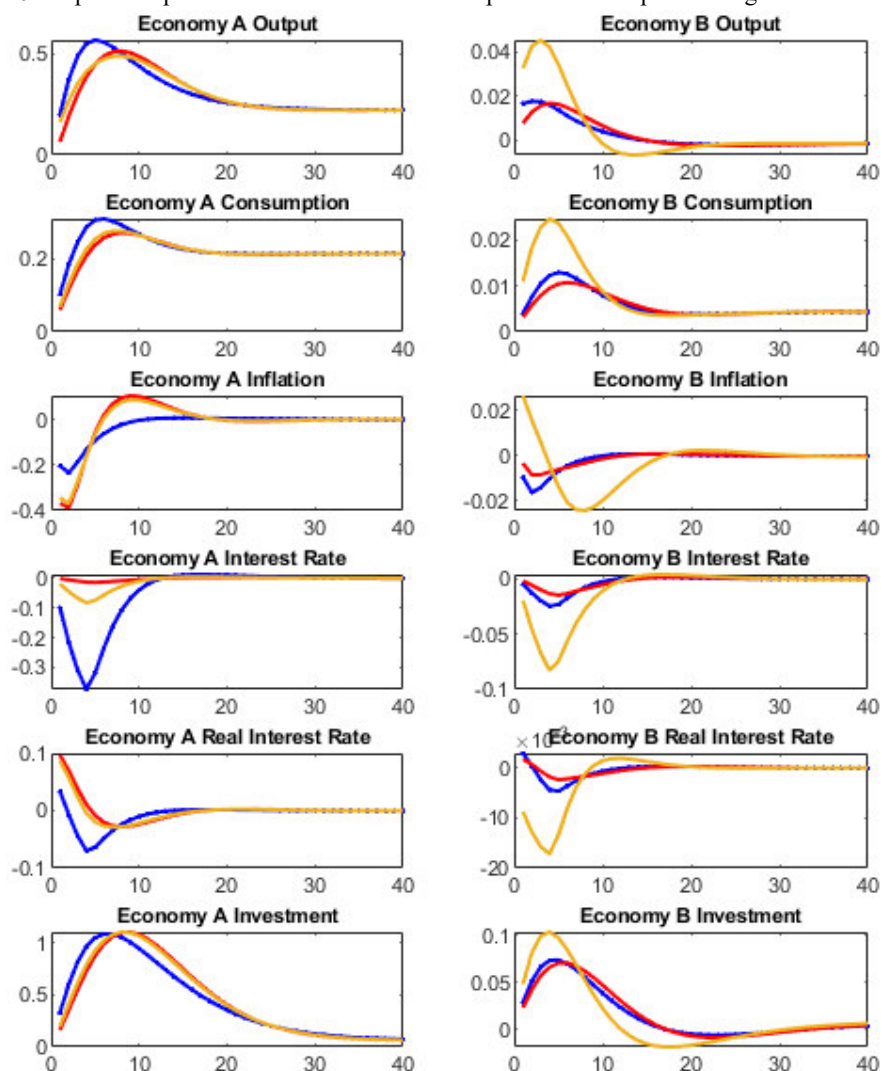 Economy A Output
0.5
0
0 10 20 30 40
Economy B Output
0.04
0.02
0
0 10 20 30 40
Economy A Consumption
0.2
0
0 10 20 30 40
Economy B Consumption
0.02
0.01
0
0 10 20 30 40
Economy A Inflation
0
-0.2
-0.4
0 10 20 30 40
Economy B Inflation
0.02
0
-0.02
0 10 20 30 40
Economy A Interest Rate
0
-0.1
-0.2
-0.3
0 10 20 30 40
Economy B Interest Rate
0
-0.05
-0.1
0 10 20 30 40
Economy A Real Interest Rate
0.1
0
-0.1
0 10 20 30 40
×10
Economy B Real Interest Rate
0
-10
-20
0 10 20 30 40
Economy A Investment
1
0.5
0
0 10 20 30 40
Economy B Investment
0.1
0.05
0
0 10 20 30 40